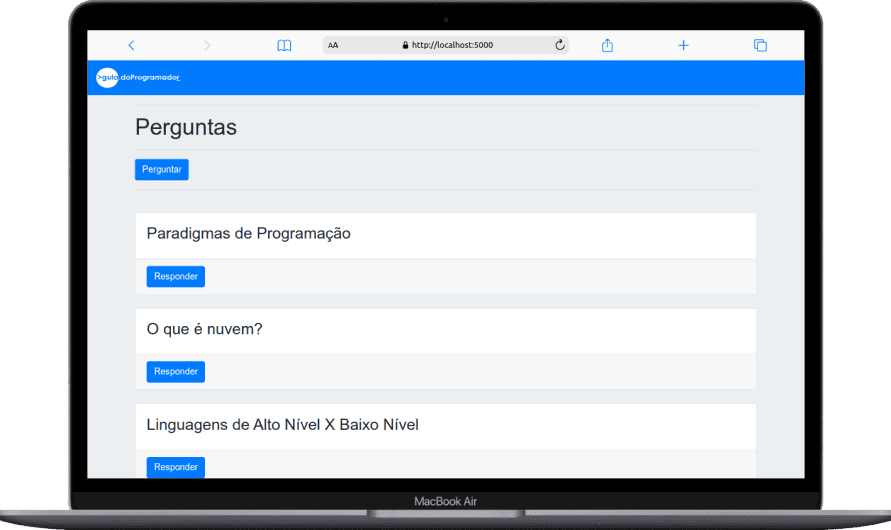 AA
http://localhost:5000
>guia doProgramador_
Perguntas
Perguntar
Paradigmas de Programação
Responder
O que é nuvem?
Responder
Linguagens de Alto Nível X Baixo Nível
Responder
MacBook Air